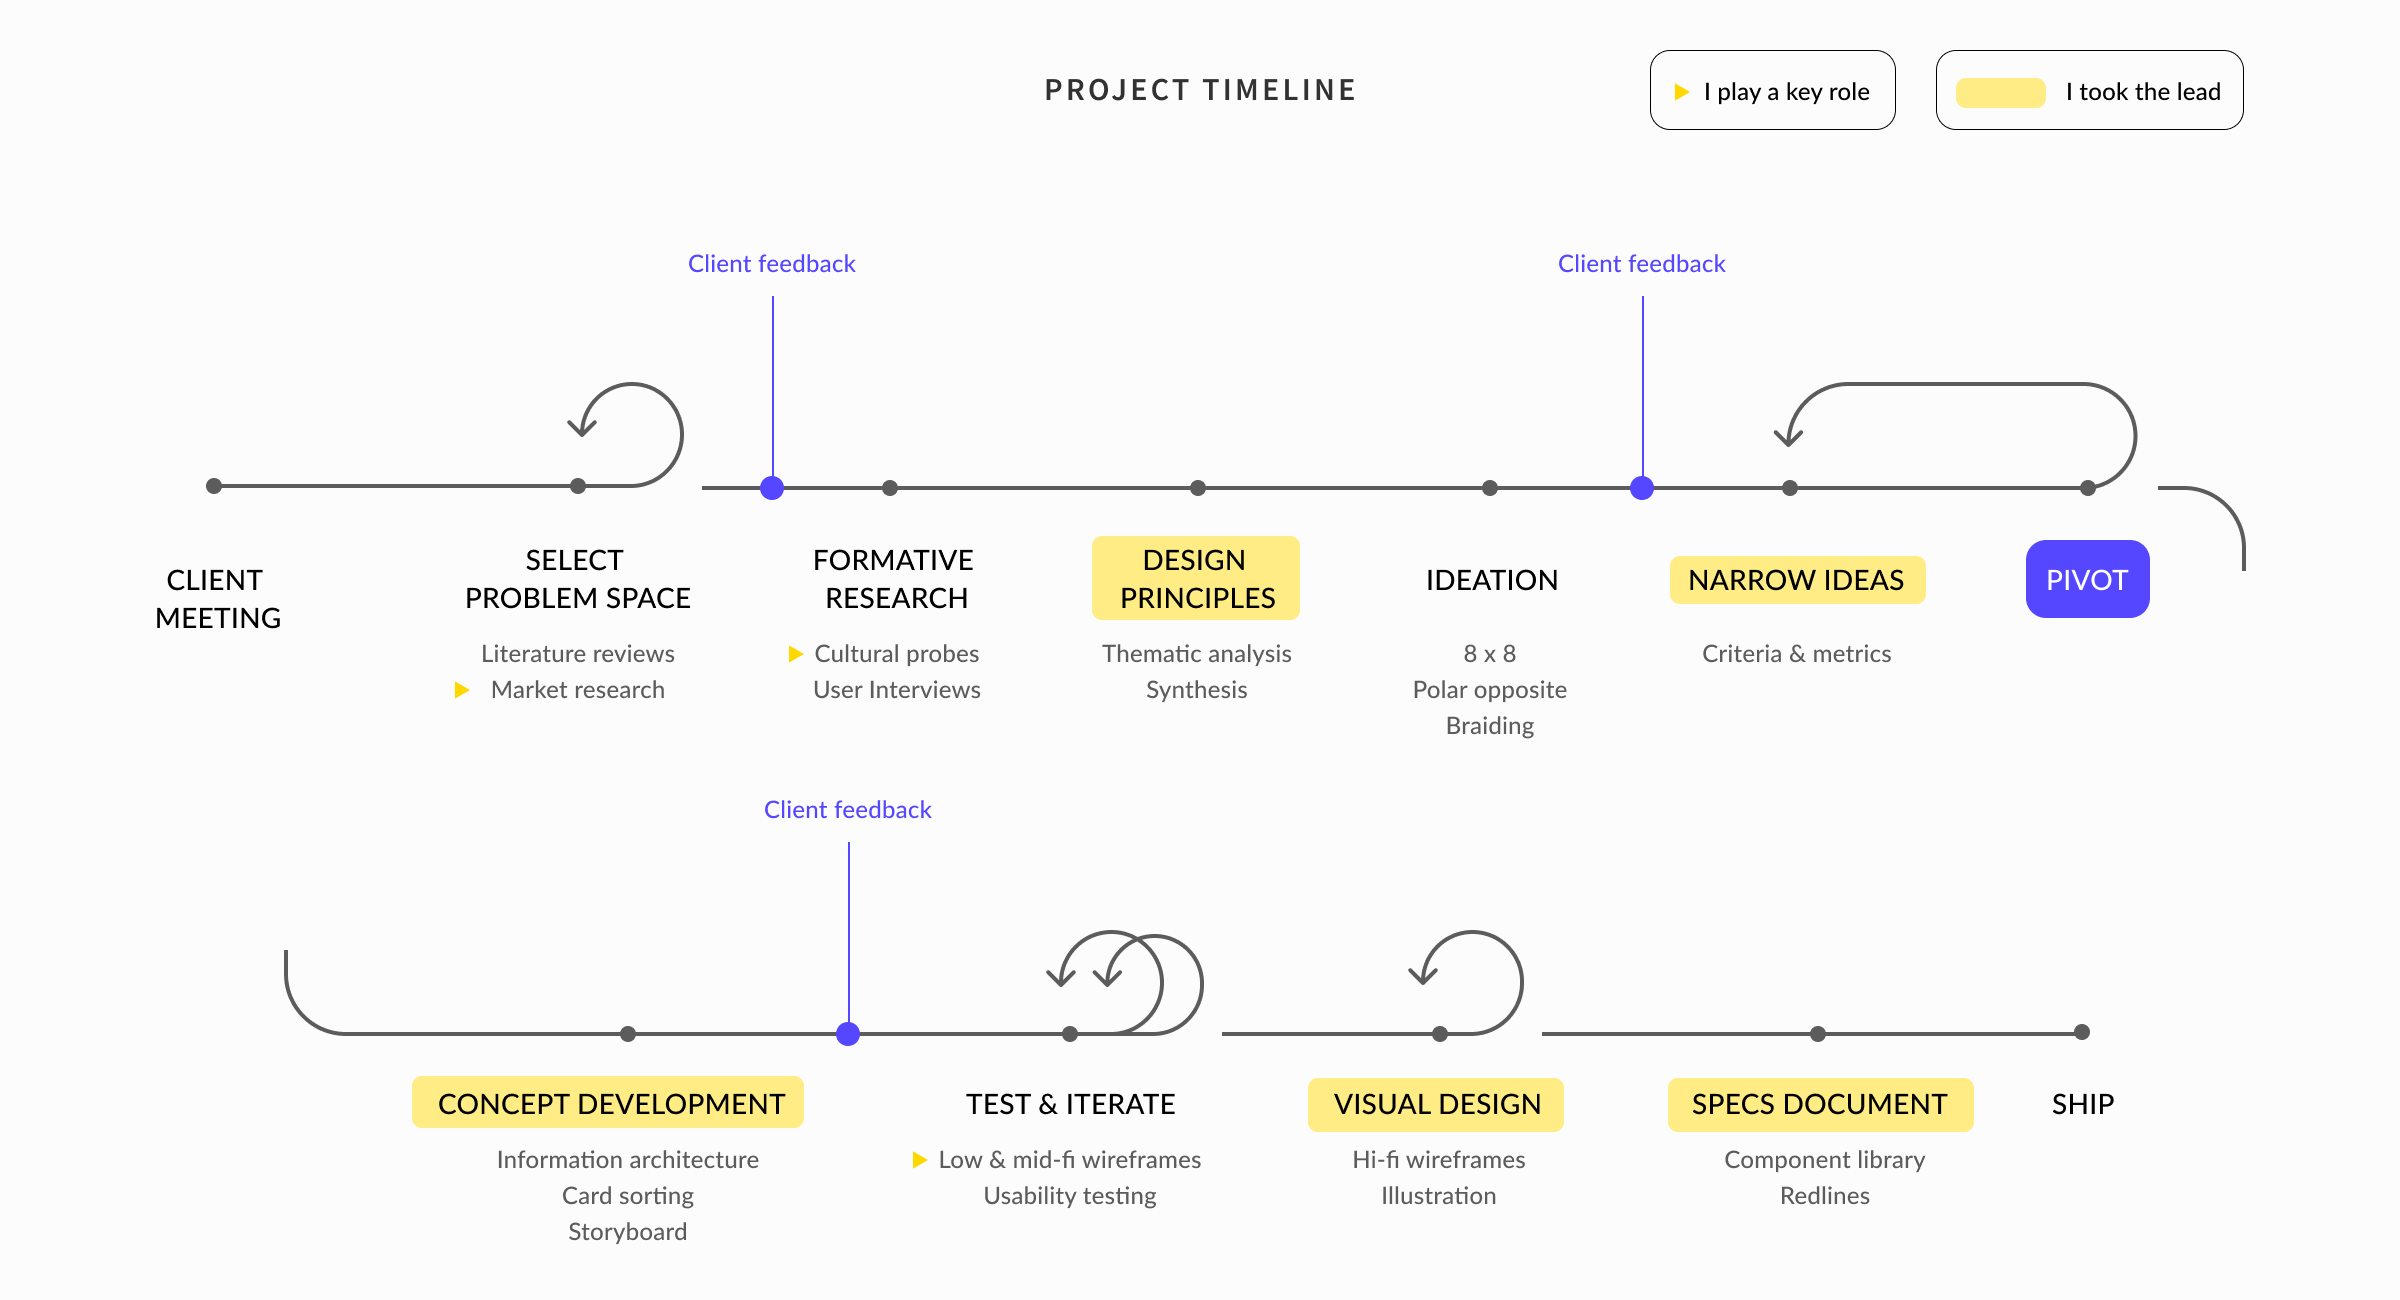 PROJECT TIMELINE
I play a key role
I took the lead
Client feedback
Client feedback
CLIENT
MEETING
SELECT
PROBLEM SPACE
Literature reviews
Market research
FORMATIVE
RESEARCH
Cultural probes
User Interviews
DESIGN
PRINCIPLES
Thematic analysis
Synthesis
IDEATION
8 x 8
Polar opposite
Braiding
NARROW IDEAS
Criteria & metrics
PIVOT
Client feedback
CONCEPT DEVELOPMENT
Information architecture
Card sorting
Storyboard
TEST & ITERATE
Low & mid-fi wireframes
Usability testing
VISUAL DESIGN
Hi-fi wireframes
Illustration
SPECS DOCUMENT
Component library
Redlines
SHIP